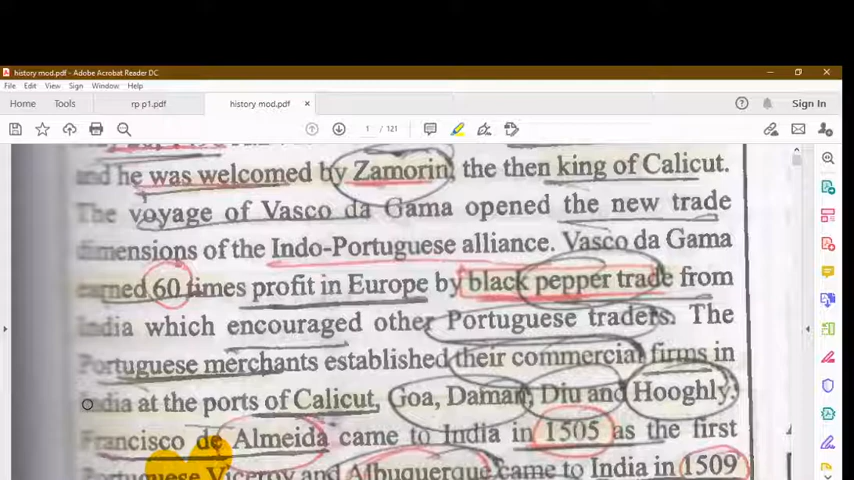 history mod.pdf - Adobe Acrobat Reader DC
File Edit View Sign Window Help
Home Tools rp p1.pdf history mod.pdf × Sign In
1 / 121
and he was welcomed by Zamorin, the then king of Calicut.
The voyage of Vasco da Gama opened the new trade
dimensions of the Indo-Portuguese alliance. Vasco da Gama
earned 60 times profit in Europe by black pepper trade from
India which encouraged other Portuguese traders. The
Portuguese merchants established their commercial firms in
India at the ports of Calicut, Goa, Daman, Diu and Hooghly.
Francisco de Almeida came to India in 1505 as the first
Portuguese Viceroy and Albuquerque came to India in 1509